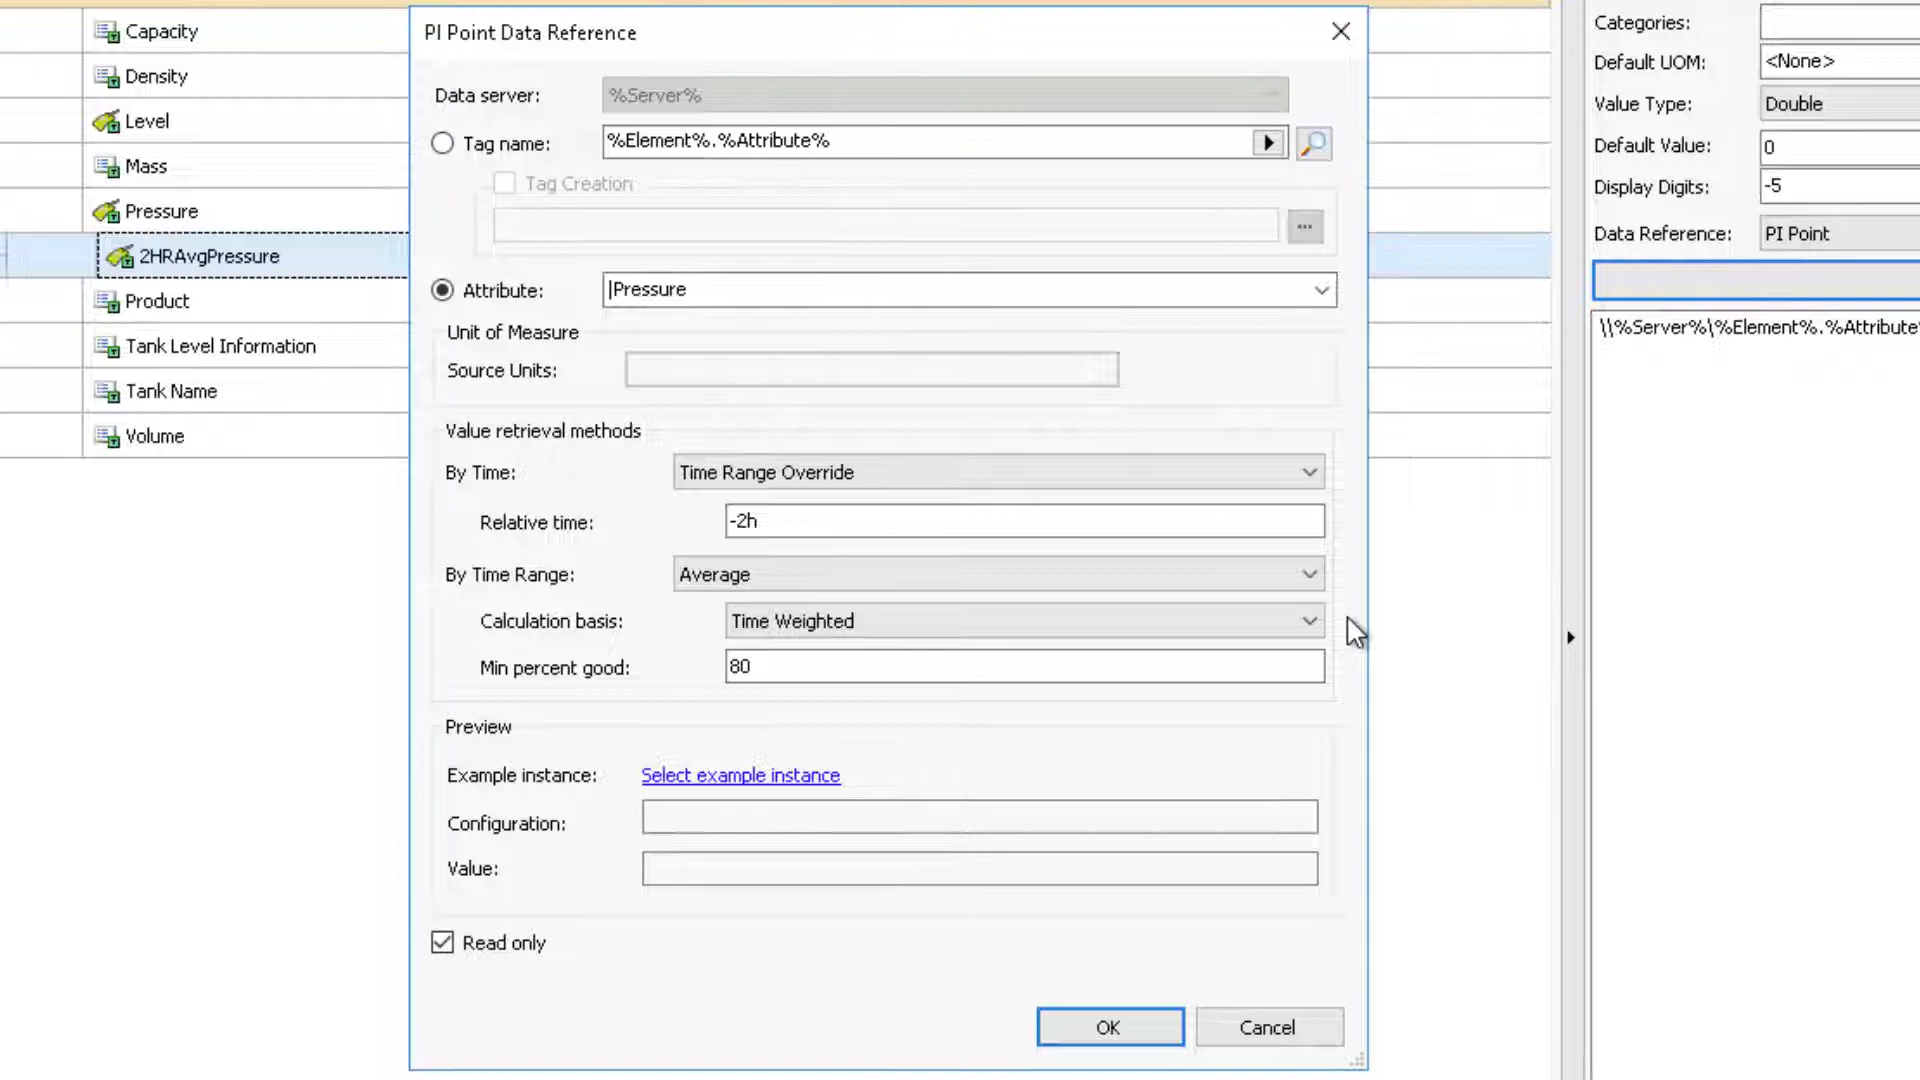 Capacity
Density
Level
Mass
Pressure
2HRAvgPressure
Product
Tank Level Information
Tank Name
Volume
PI Point Data Reference
Data server: %Server%
Tag name: %Element%.%Attribute%
Tag Creation
...
Attribute: |Pressure
Unit of Measure
Source Units:
Value retrieval methods
By Time: Time Range Override
Relative time: -2h
By Time Range: Average
Calculation basis: Time Weighted
Min percent good: 80
Preview
Example instance: Select example instance
Configuration:
Value:
Read only
OK Cancel
Categories:
Default UOM: <None>
Value Type: Double
Default Value: 0
Display Digits: -5
Data Reference: PI Point
\\%Server%\%Element%.%Attribute%